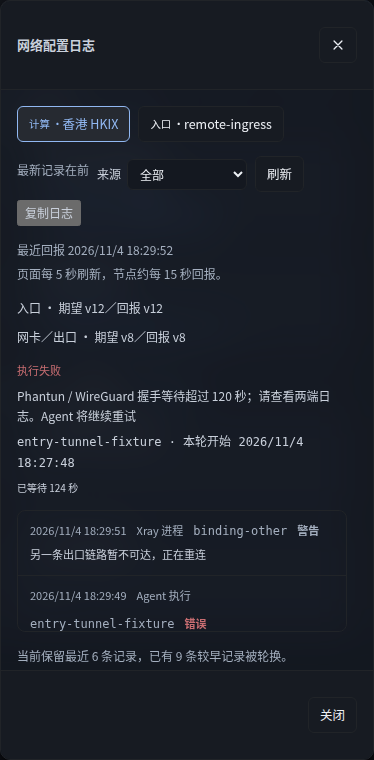 网络配置日志
×
计算 · 香港 HKIX
入口 · remote-ingress
最新记录在前 来源 全部 刷新
复制日志
最近回报 2026/11/4 18:29:52
页面每 5 秒刷新，节点约每 15 秒回报。
入口 · 期望 v12／回报 v12
网卡／出口 · 期望 v8／回报 v8
执行失败
Phantun / WireGuard 握手等待超过 120 秒；请查看两端日
志。Agent 将继续重试
entry-tunnel-fixture · 本轮开始 2026/11/4
18:27:48
已等待 124 秒
2026/11/4 18:29:51 Xray 进程 binding-other 警告
另一条出口链路暂不可达，正在重连
2026/11/4 18:29:49 Agent 执行
entry-tunnel-fixture 错误
当前保留最近 6 条记录，已有 9 条较早记录被轮换。
关闭